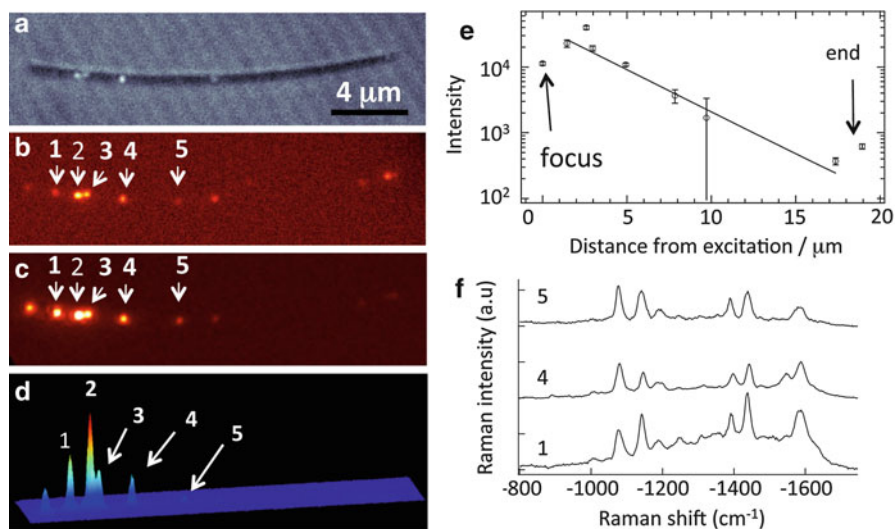 a
4 μm
b
1 2 3 4 5
c
1 2 3 4 5
d
1 2 3 4 5
e
Intensity
10⁴
10³
10²
focus
end
0 5 10 15 20
Distance from excitation / μm
f
Raman intensity (a.u)
5
4
1
-800 -1000 -1200 -1400 -1600
Raman shift (cm⁻¹)